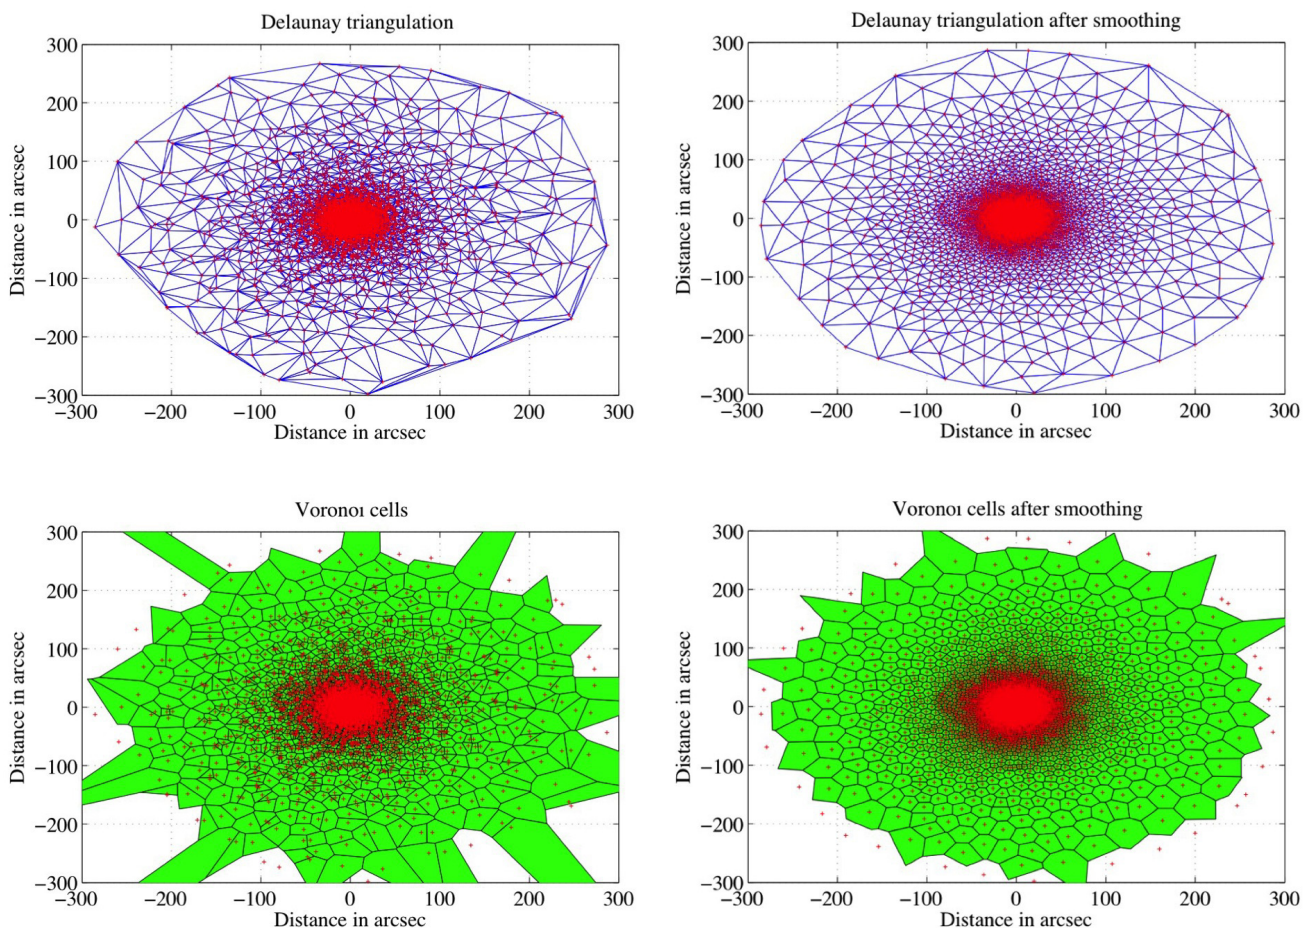 Delaunay triangulation
Delaunay triangulation after smoothing
300
200
100
0
−100
−200
−300
Distance in arcsec
−300 −200 −100 0 100 200 300
Distance in arcsec
300
200
100
0
−100
−200
−300
Distance in arcsec
−300 −200 −100 0 100 200 300
Distance in arcsec
Voronoı cells
Voronoı cells after smoothing
300
200
100
0
−100
−200
−300
Distance in arcsec
−300 −200 −100 0 100 200 300
Distance in arcsec
300
200
100
0
−100
−200
−300
Distance in arcsec
−300 −200 −100 0 100 200 300
Distance in arcsec